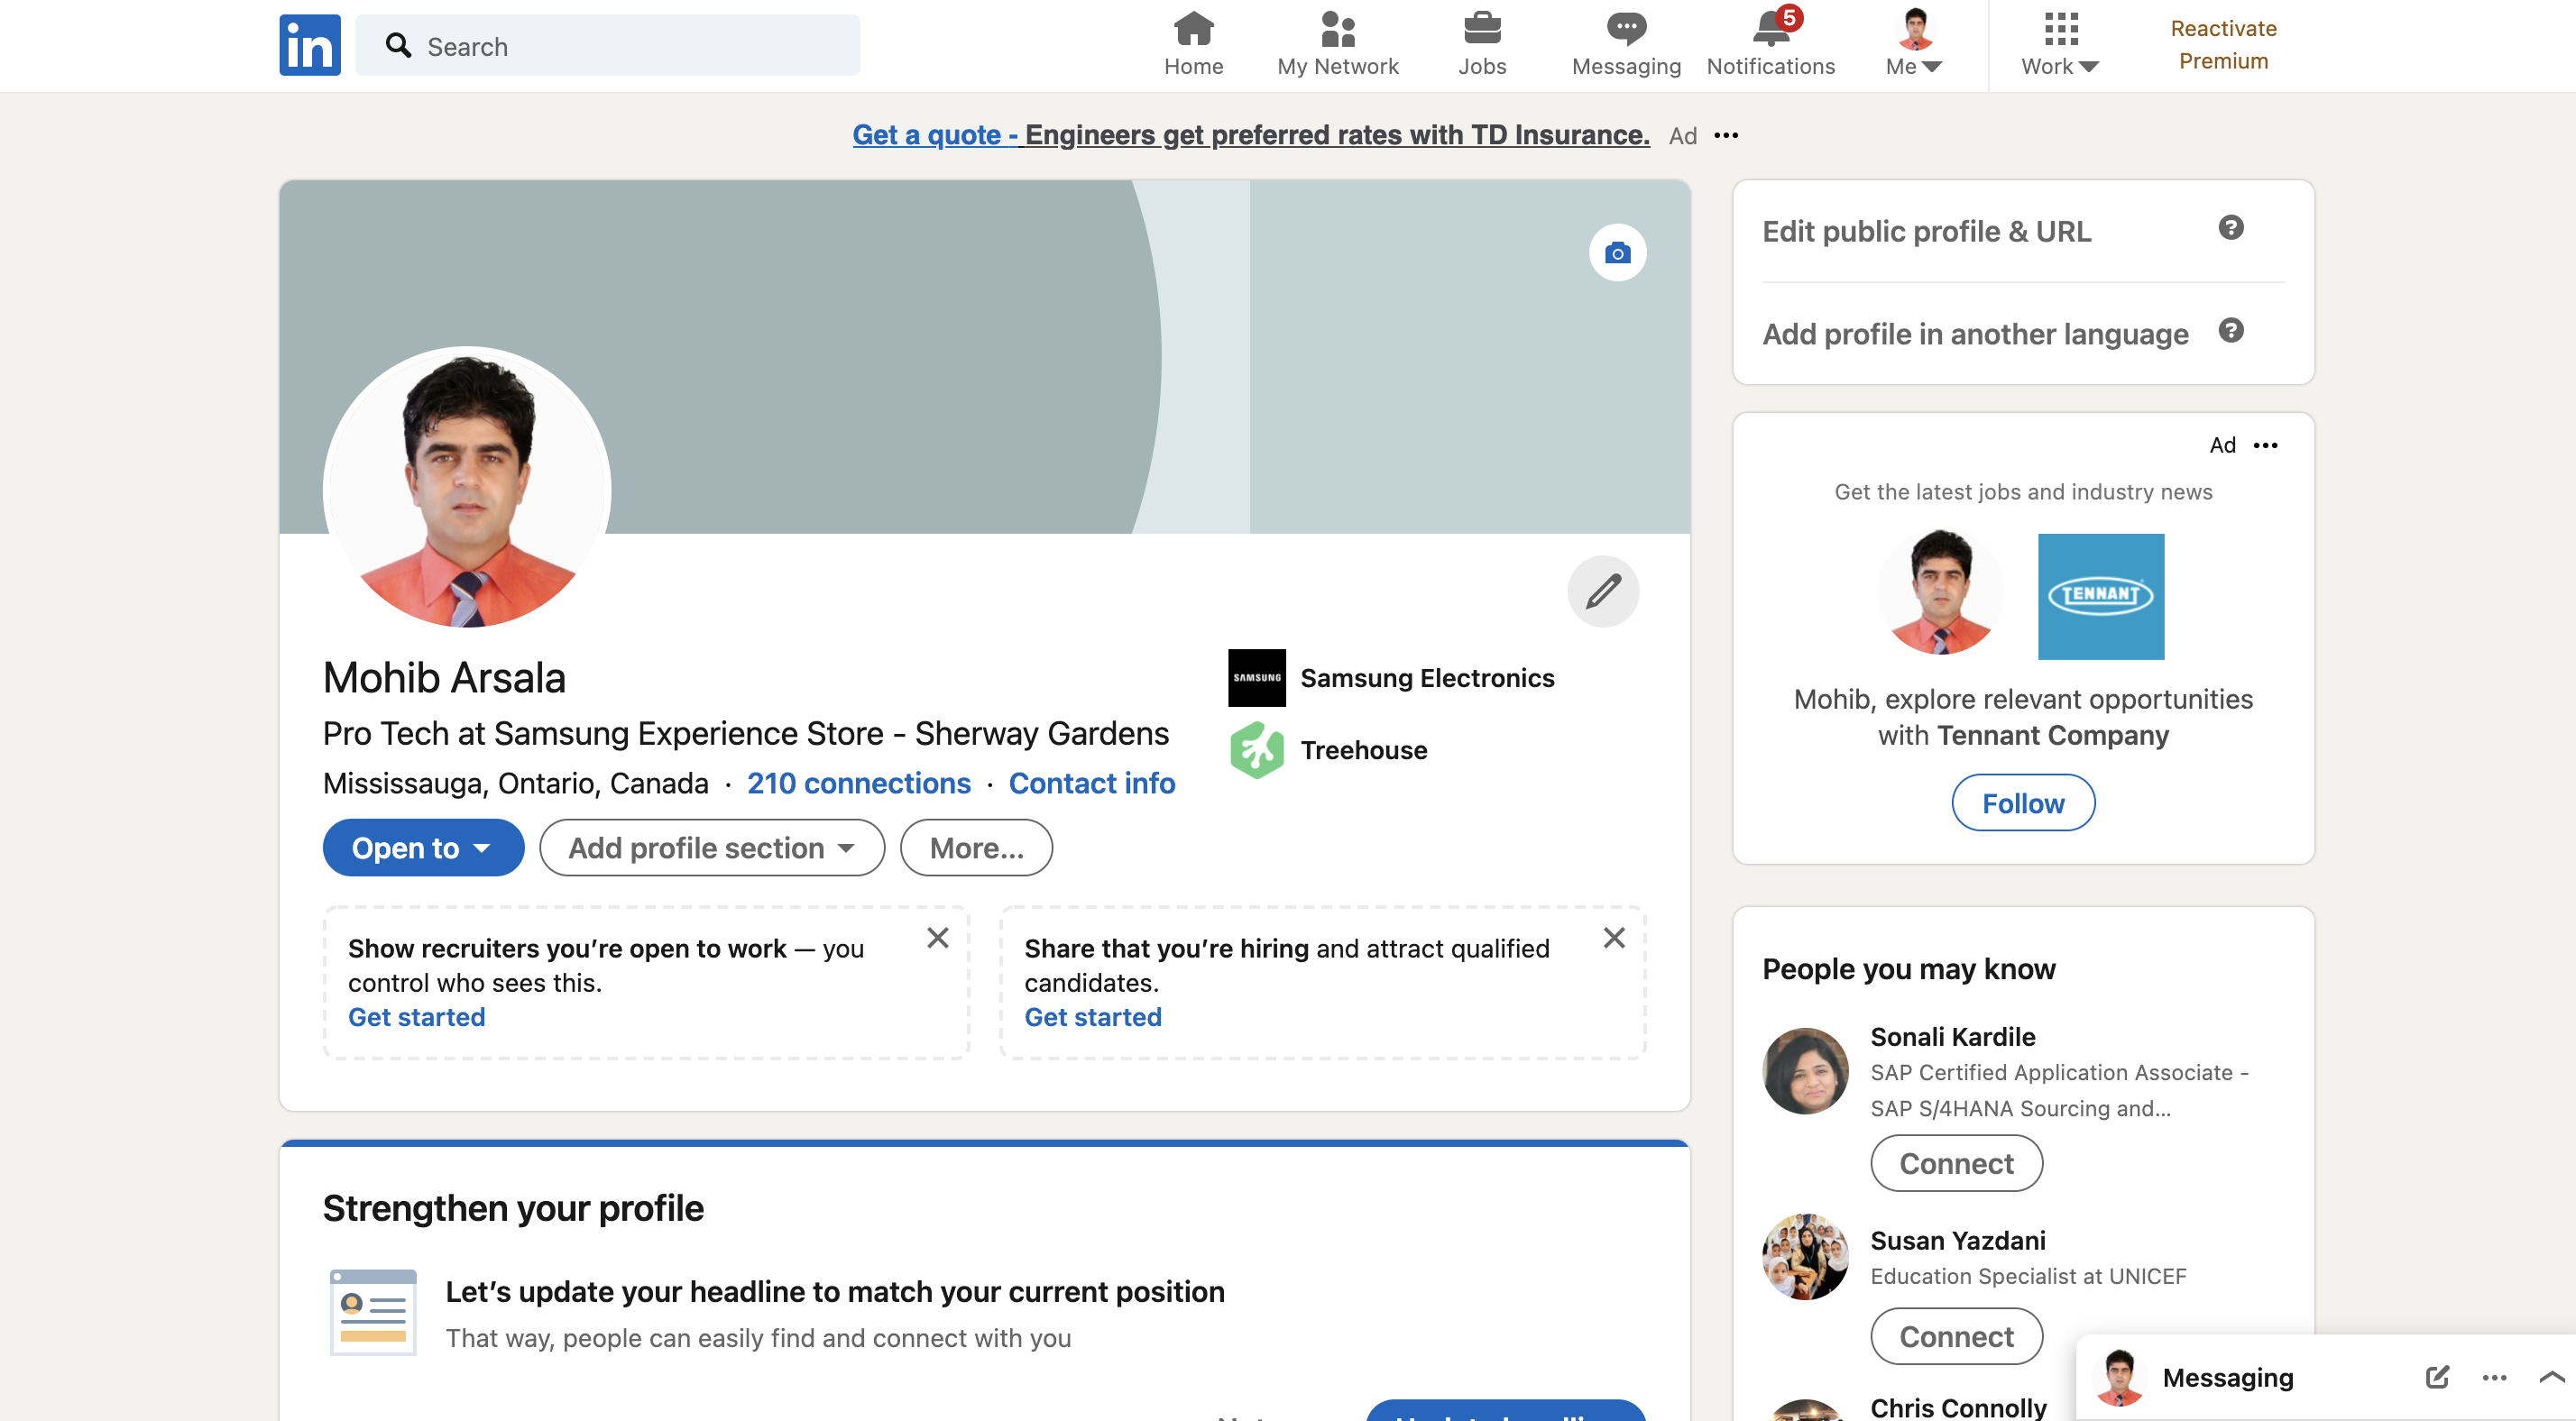 in
Search
Home
My Network
Jobs
Messaging
5
Notifications
Me
Work
Reactivate
Premium
Get a quote - Engineers get preferred rates with TD Insurance. Ad
Edit public profile & URL
?
Add profile in another language
?
Ad
Get the latest jobs and industry news
TENNANT
Mohib, explore relevant opportunities
with Tennant Company
Follow
Mohib Arsala
Pro Tech at Samsung Experience Store - Sherway Gardens
Mississauga, Ontario, Canada · 210 connections · Contact info
SAMSUNG
Samsung Electronics
Treehouse
Open to
Add profile section
More...
Show recruiters you're open to work — you
control who sees this.
Get started
Share that you're hiring and attract qualified
candidates.
Get started
Strengthen your profile
Let's update your headline to match your current position
That way, people can easily find and connect with you
People you may know
Sonali Kardile
SAP Certified Application Associate -
SAP S/4HANA Sourcing and...
Connect
Susan Yazdani
Education Specialist at UNICEF
Connect
Chris Connolly
Messaging